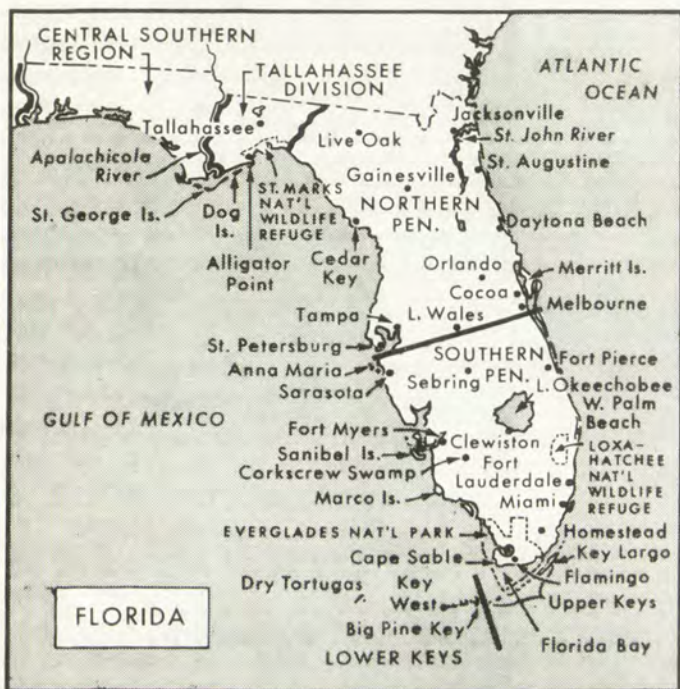 CENTRAL SOUTHERN
REGION
TALLAHASSEE
DIVISION
ATLANTIC
OCEAN
Tallahassee
Jacksonville
Live Oak
St. John River
Apalachicola
River
St. Augustine
Gainesville
ST. MARKS
NAT'L
WILDLIFE
REFUGE
NORTHERN
PEN.
St. George Is.
Dog
Is.
Daytona Beach
Alligator
Point
Cedar
Key
Orlando
Merritt Is.
Cocoa
Melbourne
Tampa
L. Wales
St. Petersburg
SOUTHERN
PEN.
Fort Pierce
Anna Maria
Sebring
Sarasota
L. Okeechobee
W. Palm
Beach
GULF OF MEXICO
Fort Myers
Clewiston
LOXA-
HATCHEE
NAT'L
WILDLIFE
REFUGE
Sanibel Is.
Corkscrew Swamp
Fort
Lauderdale
Marco Is.
Miami
EVERGLADES NAT'L PARK
Homestead
Cape Sable
Key Largo
Dry Tortugas
Key
West
Flamingo
Upper Keys
FLORIDA
Big Pine Key
Florida Bay
LOWER KEYS